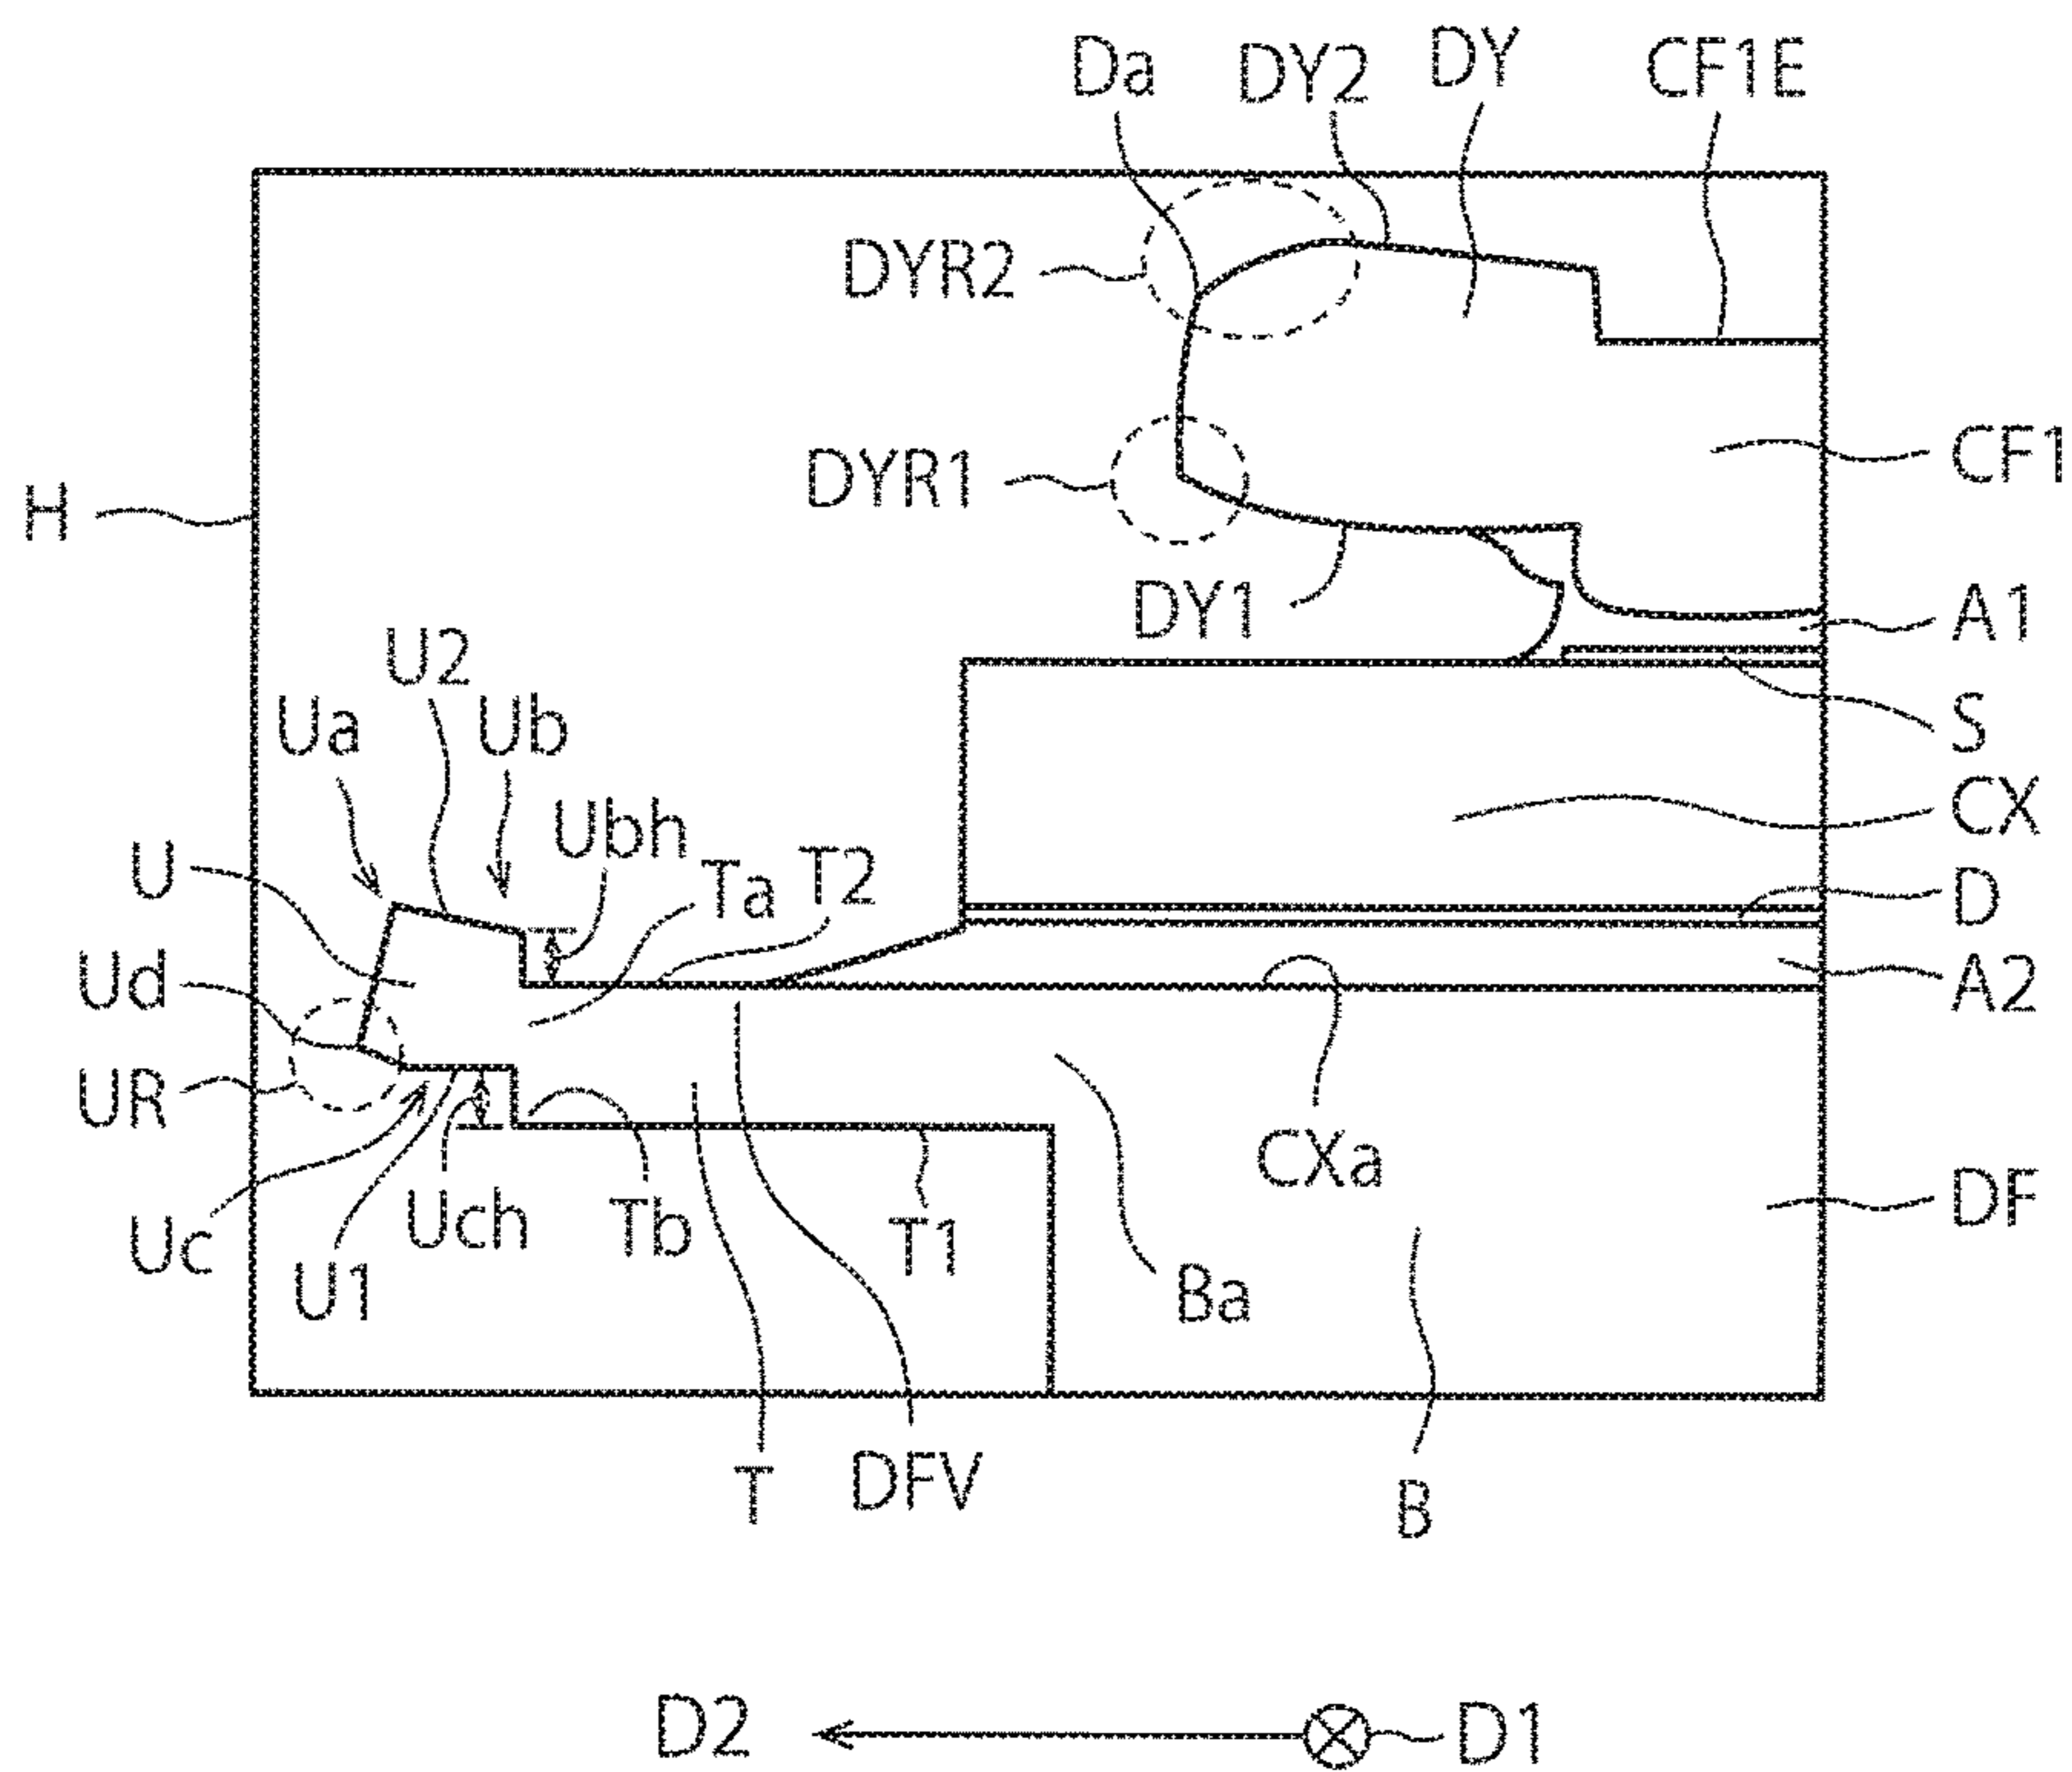 Da DY2 DY CF1E
DYR2
DYR1
CF1
H
DY1
A1
U2
Ua
Ub
S
Ubh
CX
U
Ta T2
D
Ud
A2
UR
CXa
Uc
Uch
Tb
T1
DF
U1
Ba
T
DFV
B
D2
D1